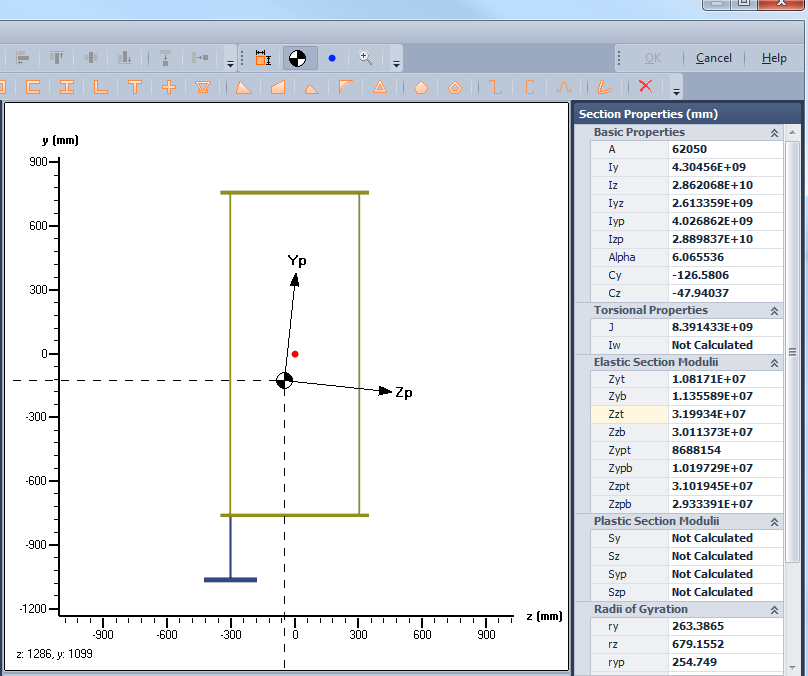 OK Cancel Help
y (mm)
900
600
300
0
-300
-600
-900
-1200
Yp
Zp
z (mm)
-900 -600 -300 0 300 600 900
z: 1286, y: 1099
Section Properties (mm)
Basic Properties
A 62050
Iy 4.30456E+09
Iz 2.862068E+10
Iyz 2.613359E+09
Iyp 4.026862E+09
Izp 2.889837E+10
Alpha 6.065536
Cy -126.5806
Cz -47.94037
Torsional Properties
J 8.391433E+09
Iw Not Calculated
Elastic Section Modulii
Zyt 1.08171E+07
Zyb 1.135589E+07
Zzt 3.19934E+07
Zzb 3.011373E+07
Zypt 8688154
Zypb 1.019729E+07
Zzpt 3.101945E+07
Zzpb 2.933391E+07
Plastic Section Modulii
Sy Not Calculated
Sz Not Calculated
Syp Not Calculated
Szp Not Calculated
Radii of Gyration
ry 263.3865
rz 679.1552
ryp 254.749